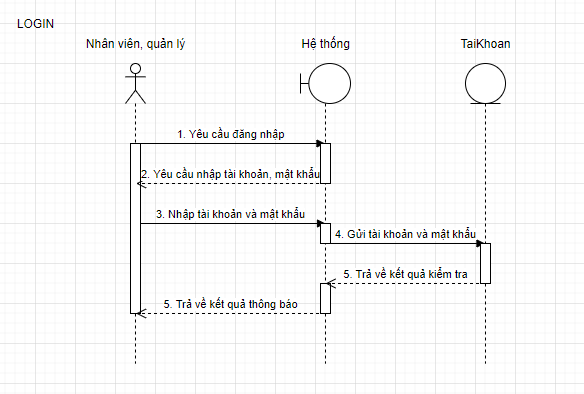 LOGIN
Nhân viên, quản lý
Hệ thống
TaiKhoan
1. Yêu cầu đăng nhập
2. Yêu cầu nhập tài khoản, mật khẩu
3. Nhập tài khoản và mật khẩu
4. Gửi tài khoản và mật khẩu
5. Trả về kết quả kiểm tra
5. Trả về kết quả thông báo